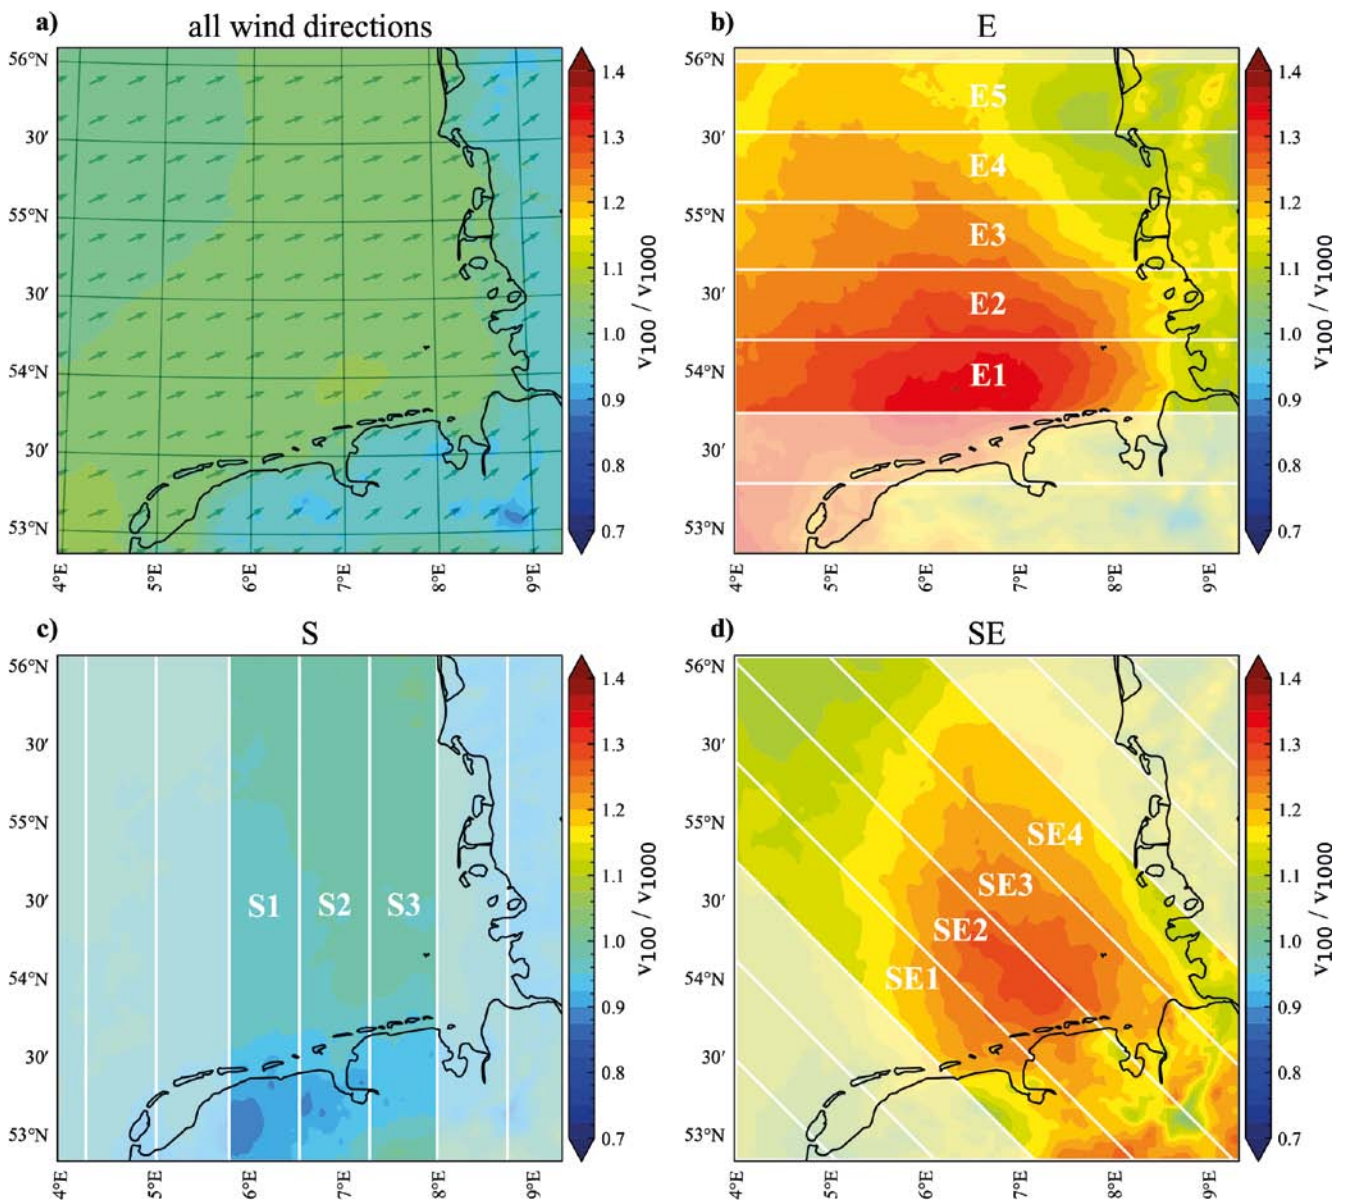 a) all wind directions
56°N
30′
55°N
30′
54°N
30′
53°N
4°E 5°E 6°E 7°E 8°E 9°E
1.4
1.3
1.2
1.1
1.0
0.9
0.8
0.7
v100 / v1000
b) E
56°N
30′
55°N
30′
54°N
30′
53°N
E5
E4
E3
E2
E1
4°E 5°E 6°E 7°E 8°E 9°E
1.4
1.3
1.2
1.1
1.0
0.9
0.8
0.7
v100 / v1000
c) S
56°N
30′
55°N
30′
54°N
30′
53°N
S1 S2 S3
4°E 5°E 6°E 7°E 8°E 9°E
1.4
1.3
1.2
1.1
1.0
0.9
0.8
0.7
v100 / v1000
d) SE
56°N
30′
55°N
30′
54°N
30′
53°N
SE4
SE3
SE2
SE1
4°E 5°E 6°E 7°E 8°E 9°E
1.4
1.3
1.2
1.1
1.0
0.9
0.8
0.7
v100 / v1000